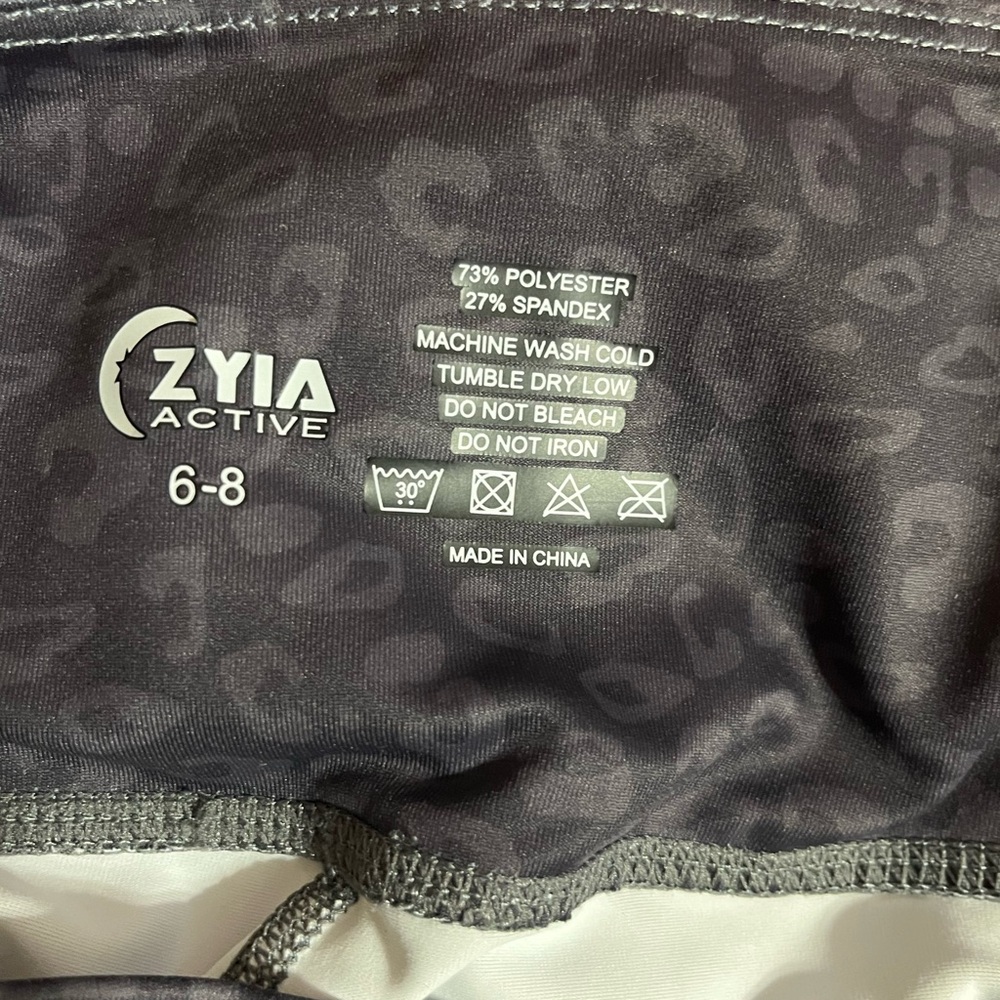 ZYIA
ACTIVE
6-8
73% POLYESTER
27% SPANDEX
MACHINE WASH COLD
TUMBLE DRY LOW
DO NOT BLEACH
DO NOT IRON
30°
MADE IN CHINA